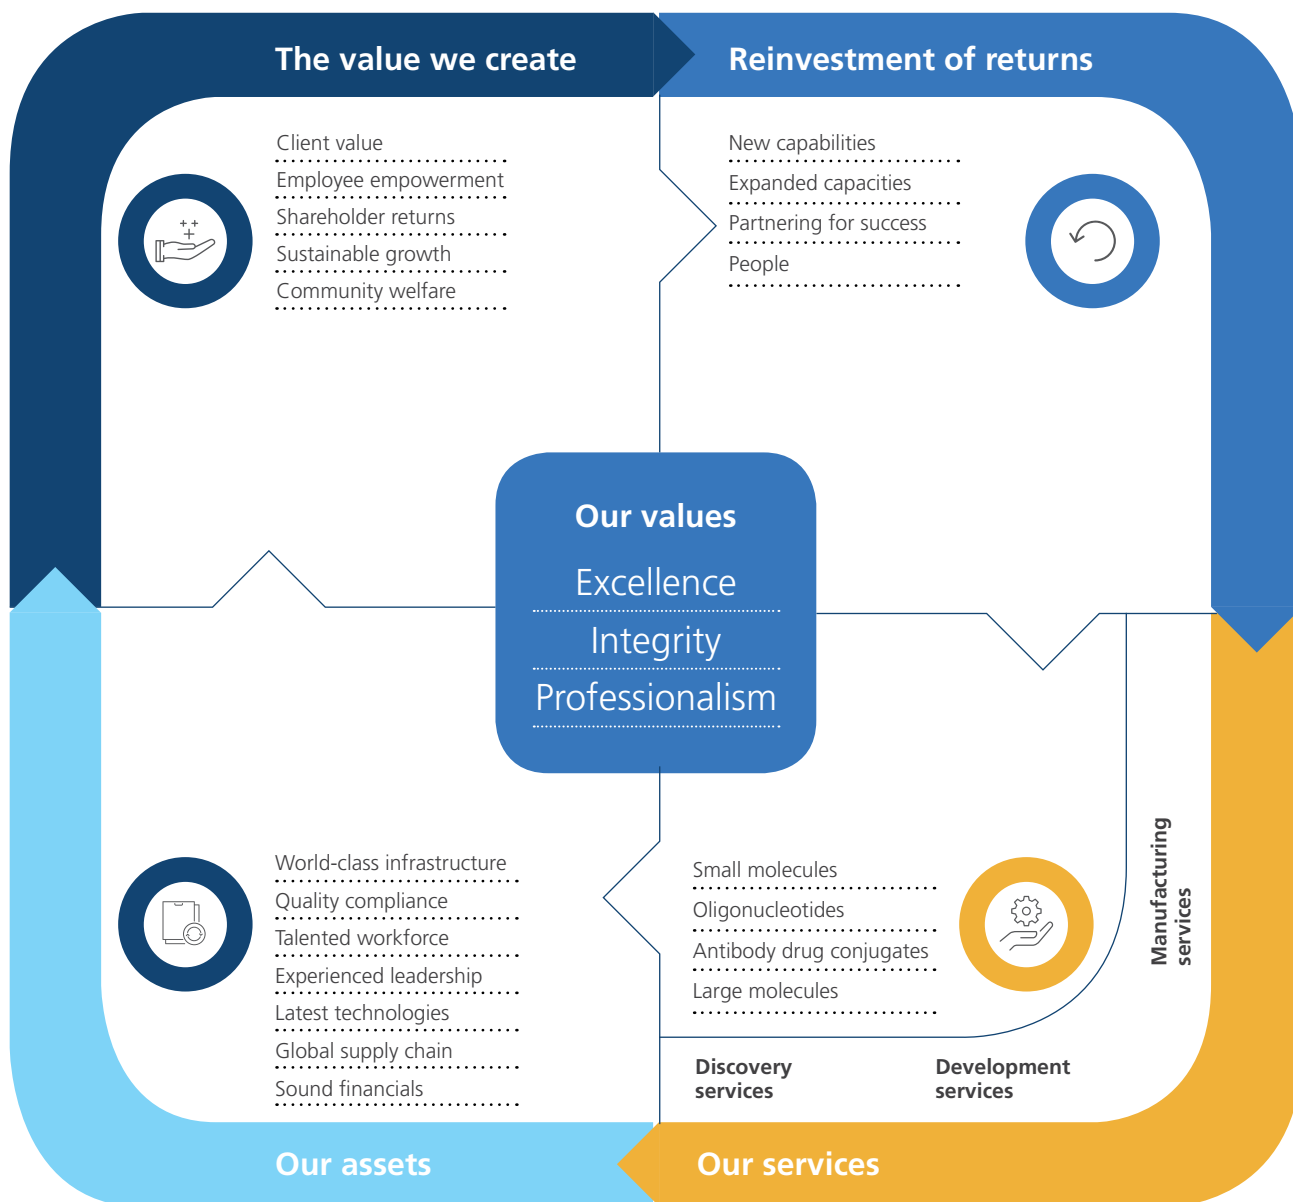 The value we create
Client value
Employee empowerment
Shareholder returns
Sustainable growth
Community welfare
Reinvestment of returns
New capabilities
Expanded capacities
Partnering for success
People
Our values
Excellence
Integrity
Professionalism
World-class infrastructure
Quality compliance
Talented workforce
Experienced leadership
Latest technologies
Global supply chain
Sound financials
Our assets
Small molecules
Oligonucleotides
Antibody drug conjugates
Large molecules
Discovery
services
Development
services
Manufacturing
services
Our services